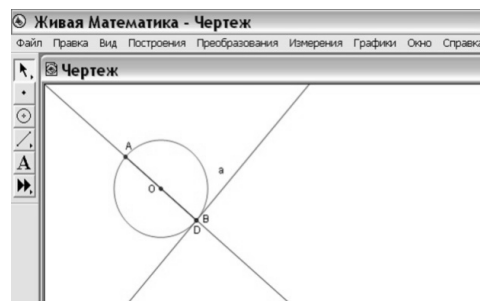 Живая Математика - Чертеж
Файл Правка Вид Построения Преобразования Измерения Графики Окно Справка
Чертеж
A
A
a
O
B
D